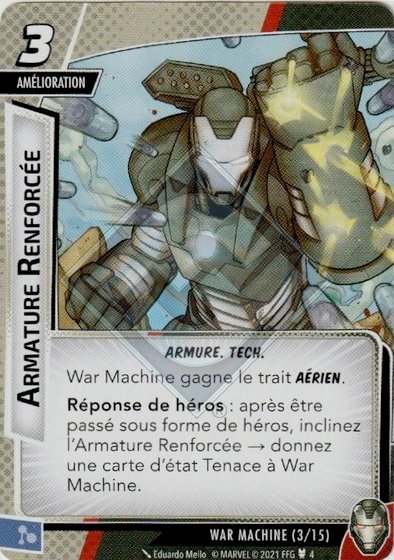 3
AMÉLIORATION
ARMATURE RENFORCÉE
ARMURE. TECH.
War Machine gagne le trait AÉRIEN.
Réponse de héros : après être
passé sous forme de héros, inclinez
l'Armature Renforcée → donnez
une carte d'état Tenace à War
Machine.
WAR MACHINE (3/15)
Eduardo Mello © MARVEL © 2021 FFG 4